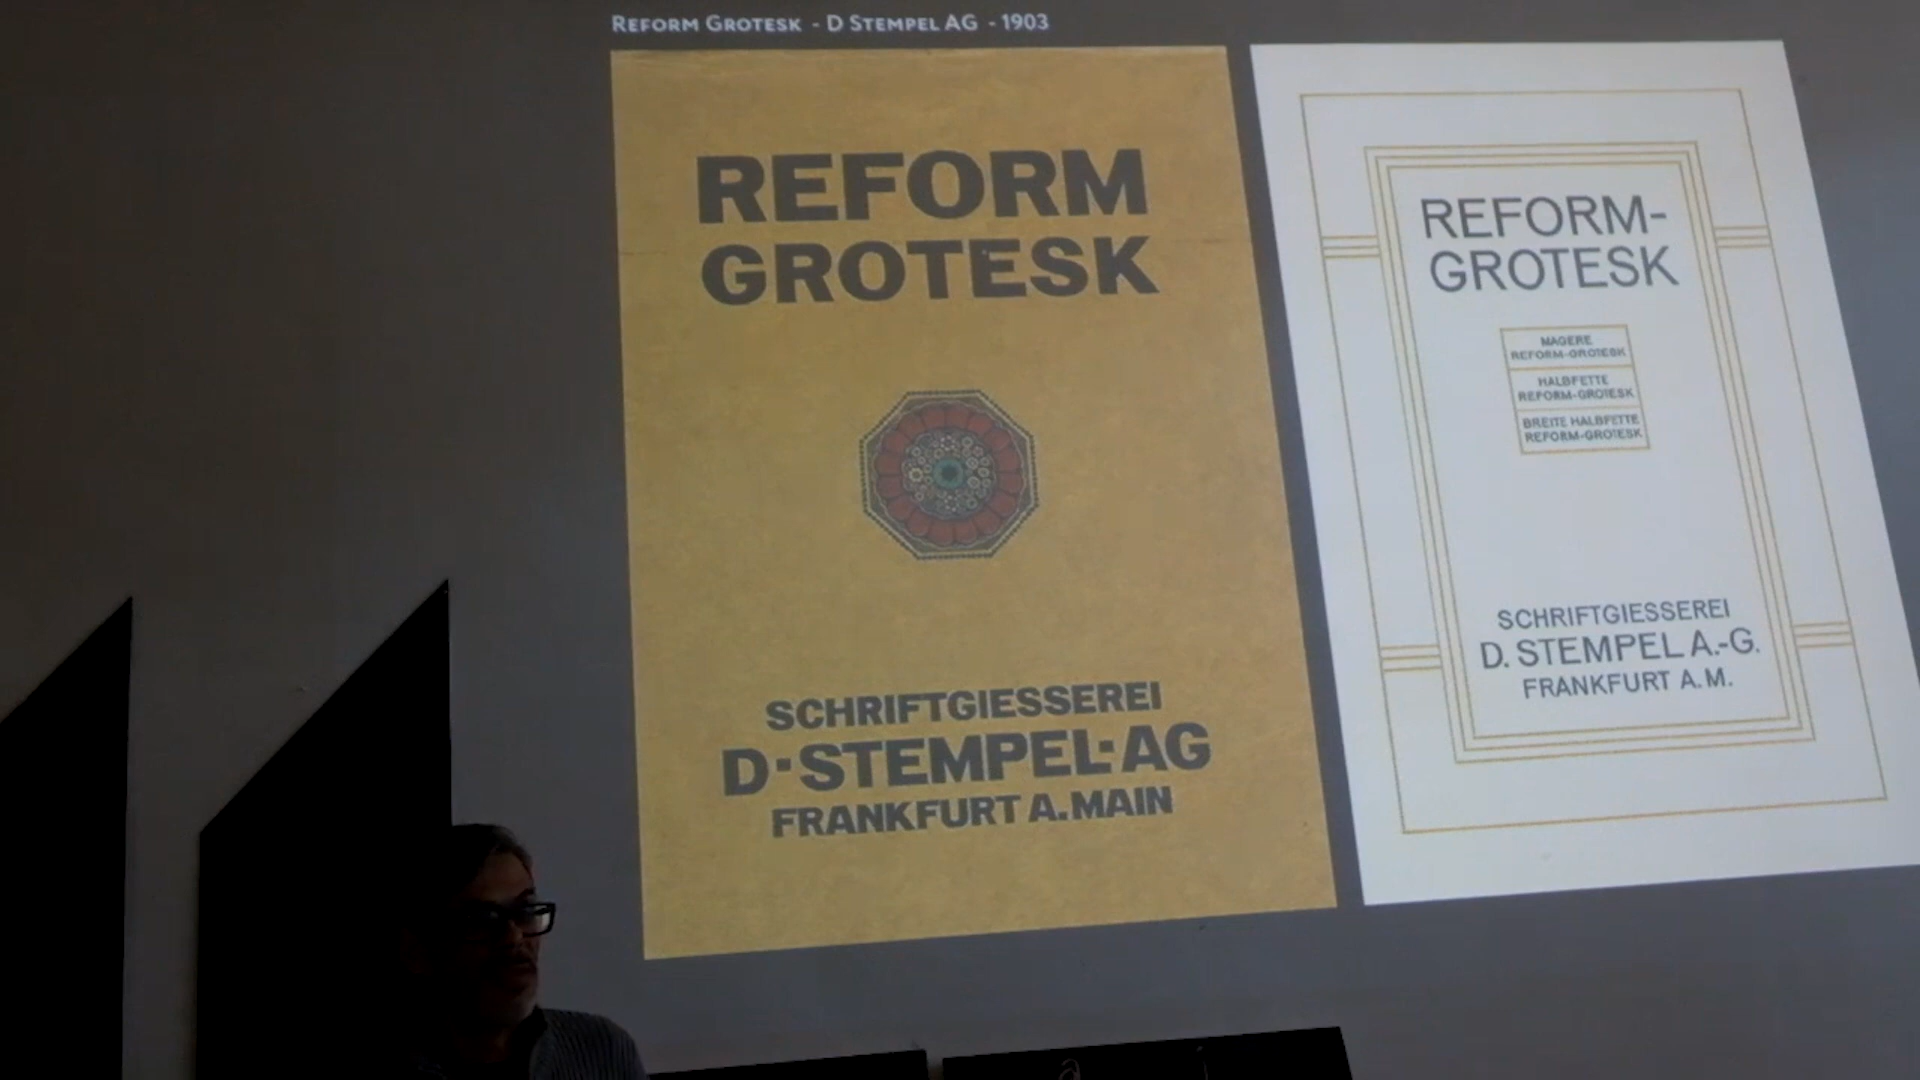 REFORM GROTESK - D STEMPEL AG - 1903
REFORM
GROTESK
SCHRIFTGIESSEREI
D·STEMPEL·AG
FRANKFURT A.MAIN
REFORM-
GROTESK
MAGERE
REFORM-GROTESK
HALBFETTE
REFORM-GROTESK
BREITE HALBFETTE
REFORM-GROTESK
SCHRIFTGIESSEREI
D. STEMPEL A.-G.
FRANKFURT A.M.